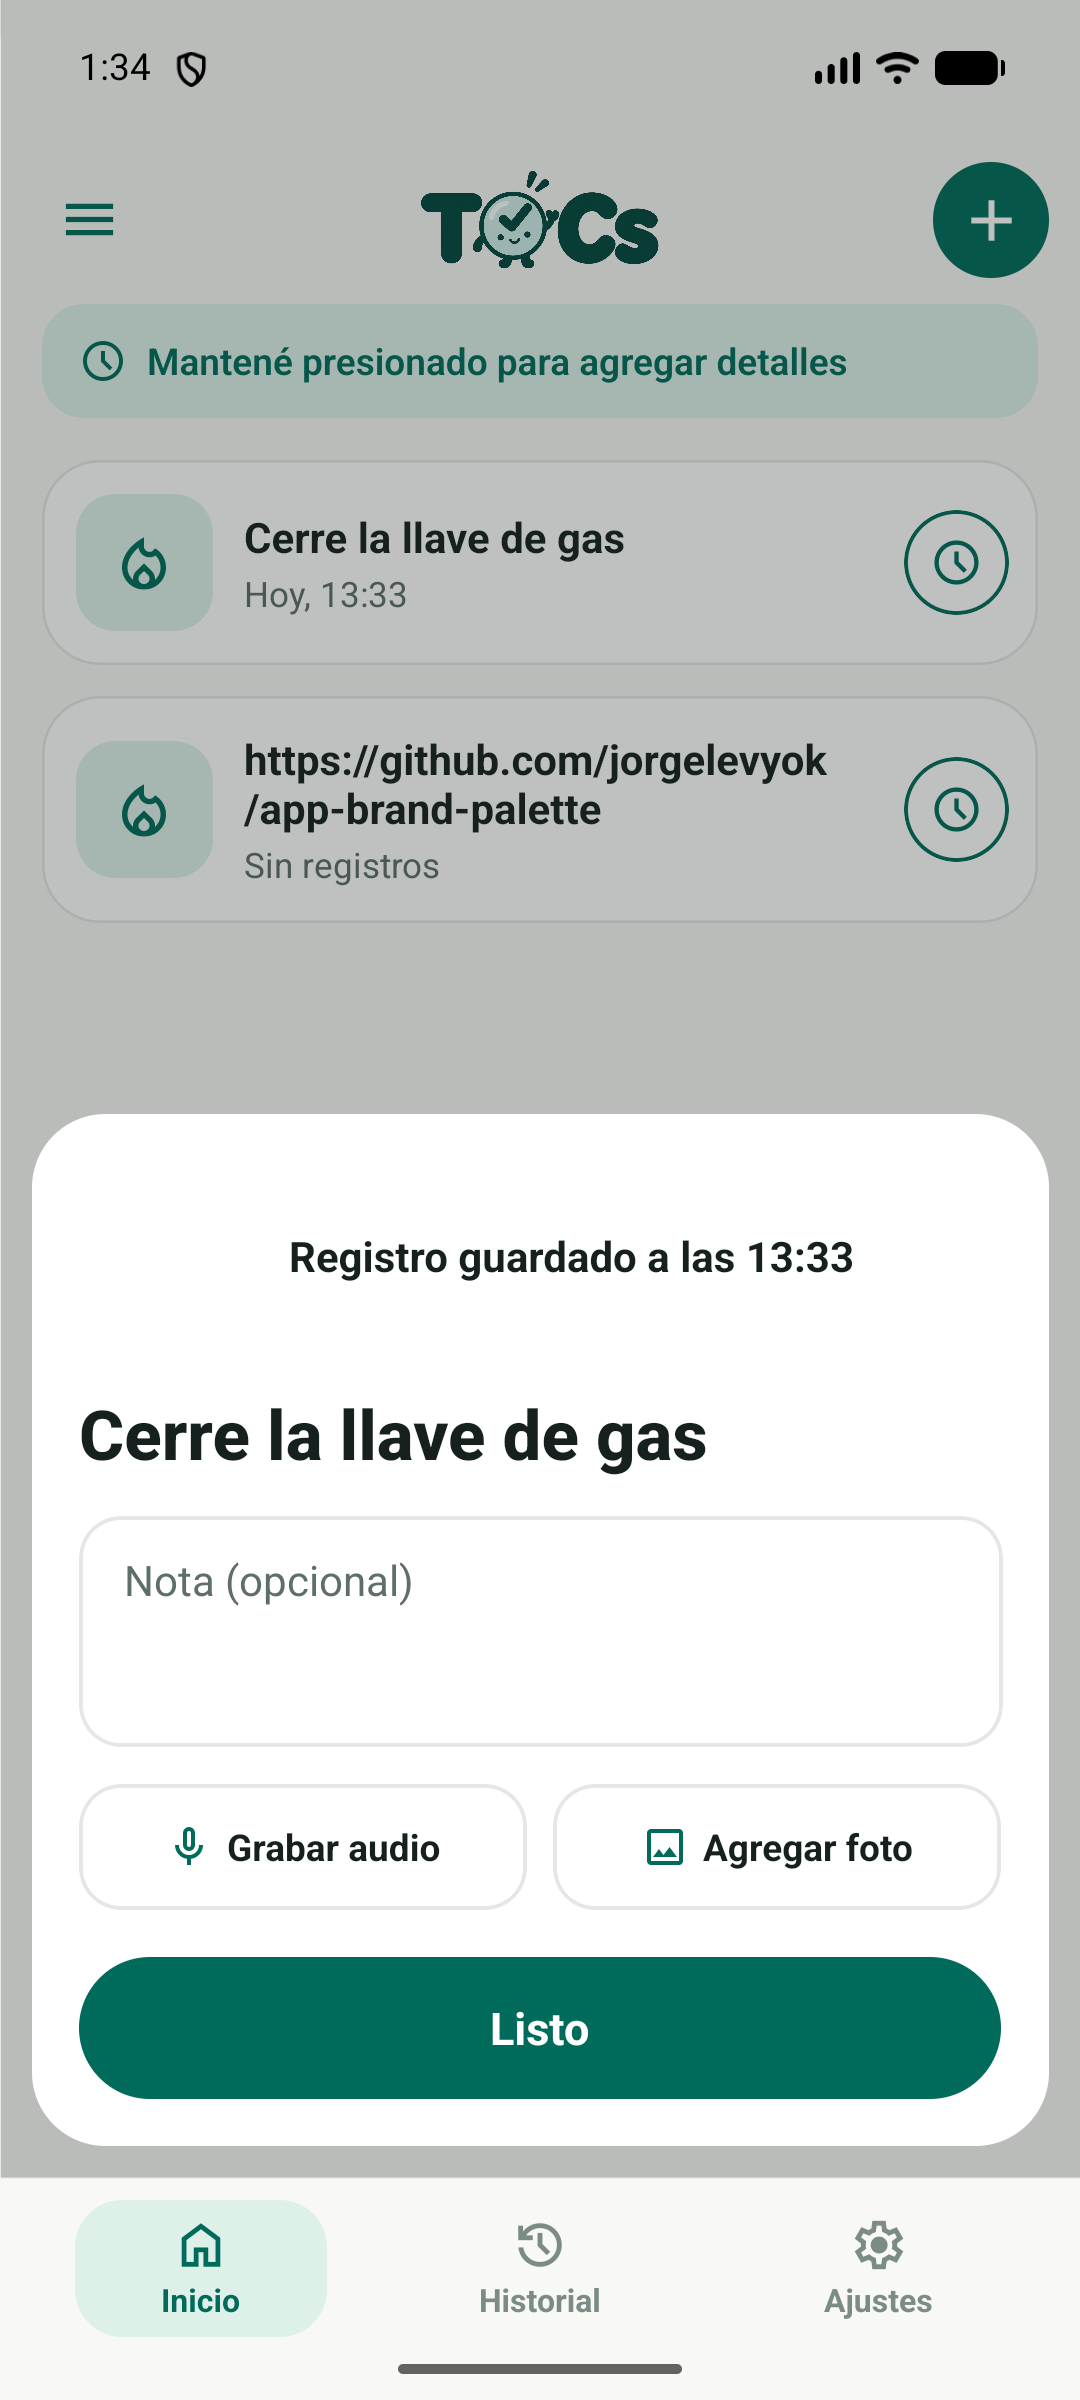 1:34
TOCs
Mantené presionado para agregar detalles
Cerre la llave de gas
Hoy, 13:33
https://github.com/jorgelevyok
/app-brand-palette
Sin registros
Registro guardado a las 13:33
Cerre la llave de gas
Nota (opcional)
Grabar audio
Agregar foto
Listo
Inicio
Historial
Ajustes